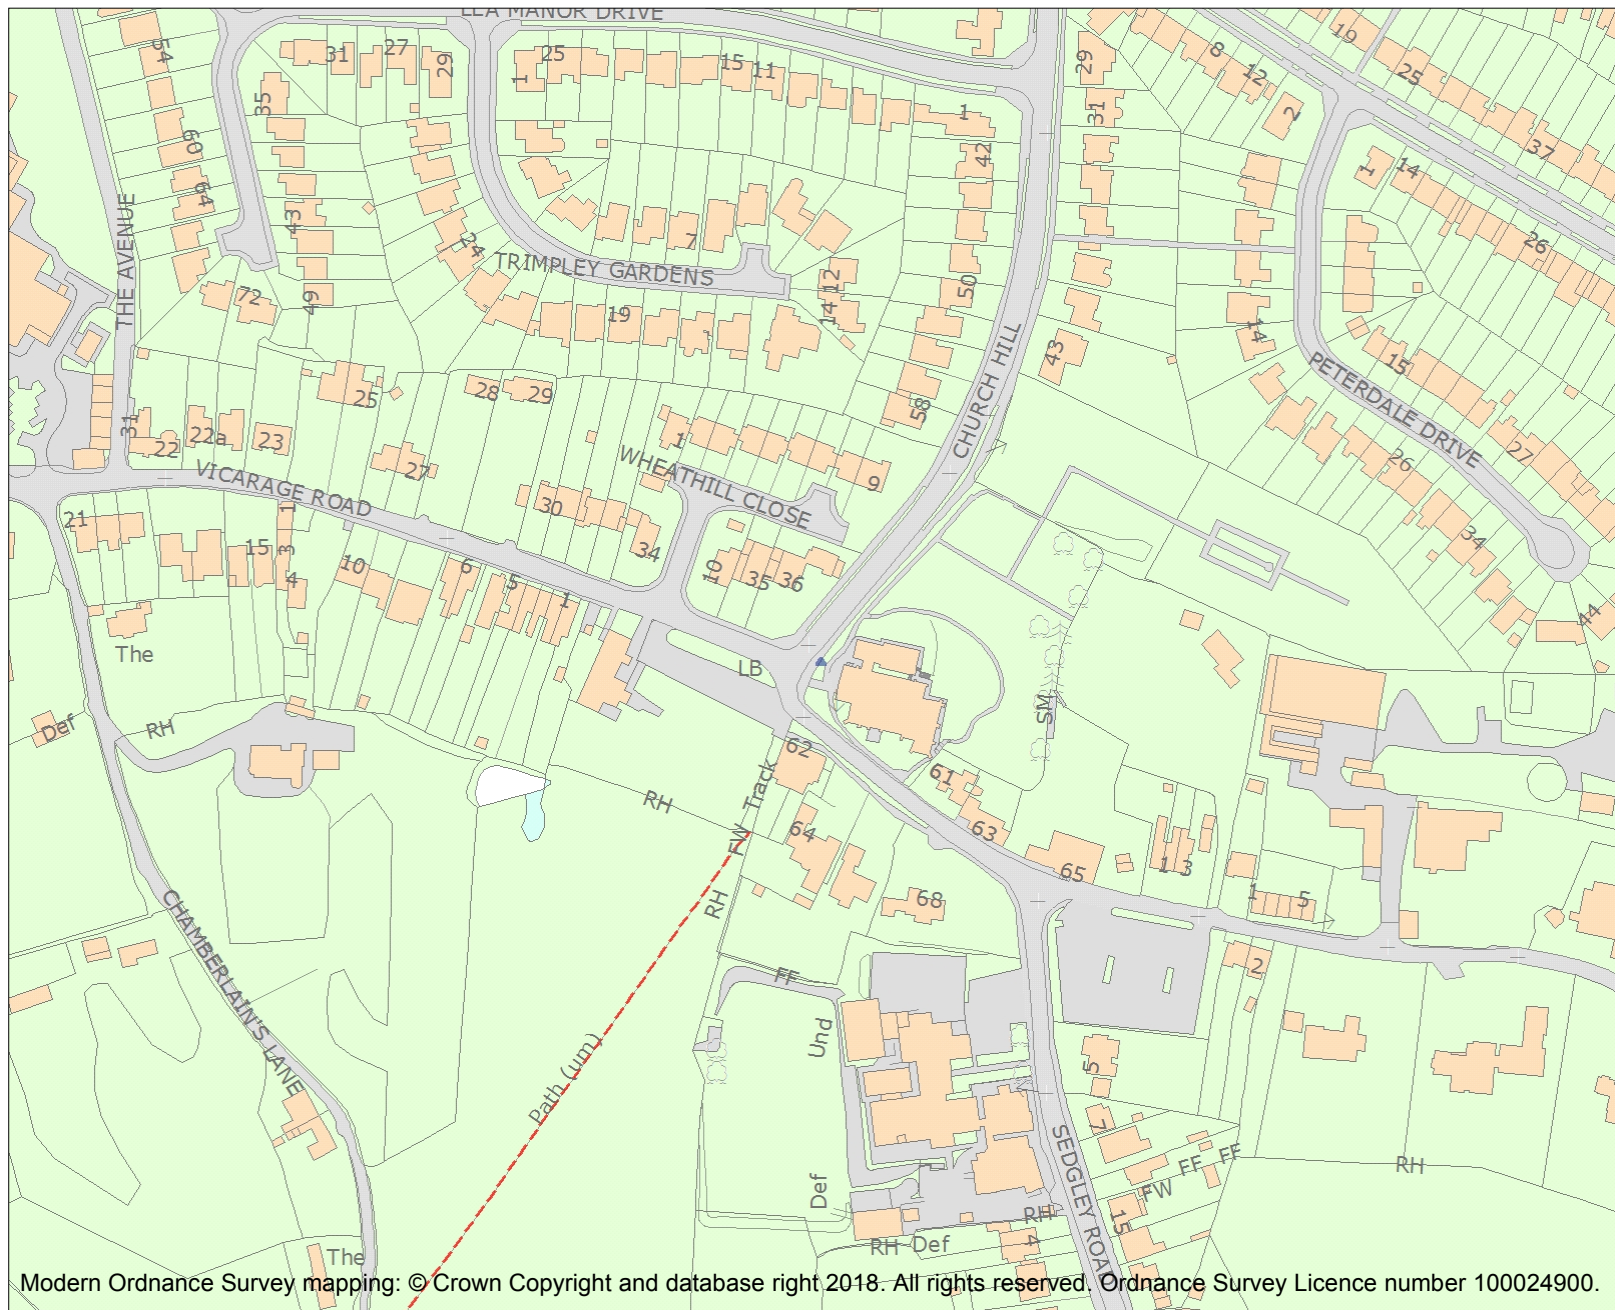 LEA MANOR DRIVE
54
31
27
29
1
25
15
11
29
8
12
19
25
35
31
2
37
1
60
42
1
14
64
43
24
7
26
THE AVENUE
TRIMPLEY GARDENS
12
50
72
49
19
14
14
CHURCH HILL
43
15
PETERDALE DRIVE
25
28
29
58
31
22
22a
23
27
1
9
26
27
WHEATHILL CLOSE
VICARAGE ROAD
21
1
30
34
34
15
3
10
6
10
35
36
4
5
1
44
The
LB
SM
Def
RH
62
61
Track
RH
FW
64
63
65
1
3
RH
68
1
5
CHAMBERLAIN'S LANE
FF
2
Und
Path (um)
5
7
SEDGLEY ROAD
FF
FF
RH
Def
FW
RH
15
The
RH
Def
4
Modern Ordnance Survey mapping: © Crown Copyright and database right 2018. All rights reserved. Ordnance Survey Licence number 100024900.